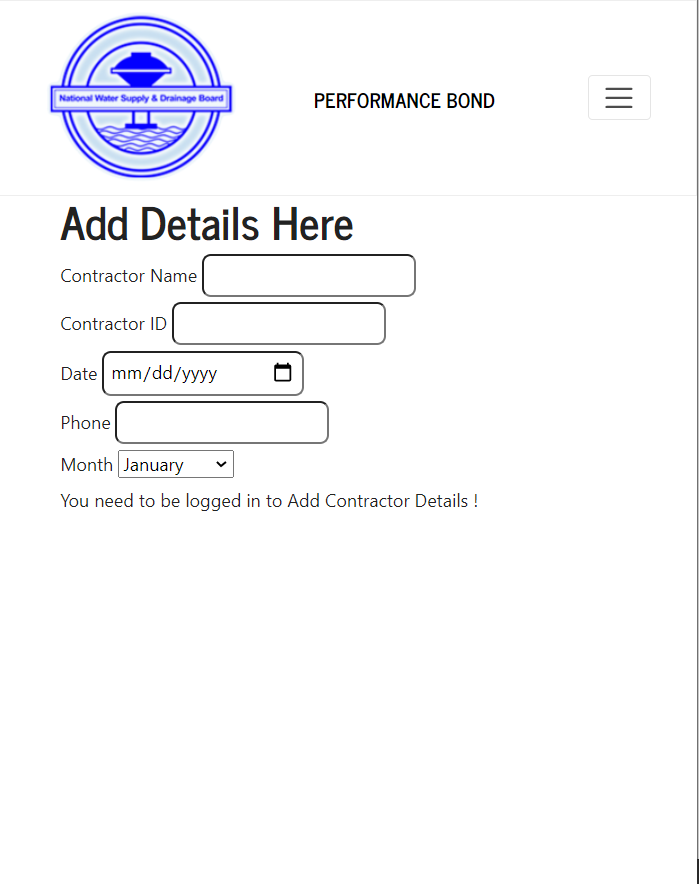 National Water Supply & Drainage Board
PERFORMANCE BOND
Add Details Here
Contractor Name
Contractor ID
Date mm/dd/yyyy
Phone
Month January
You need to be logged in to Add Contractor Details !